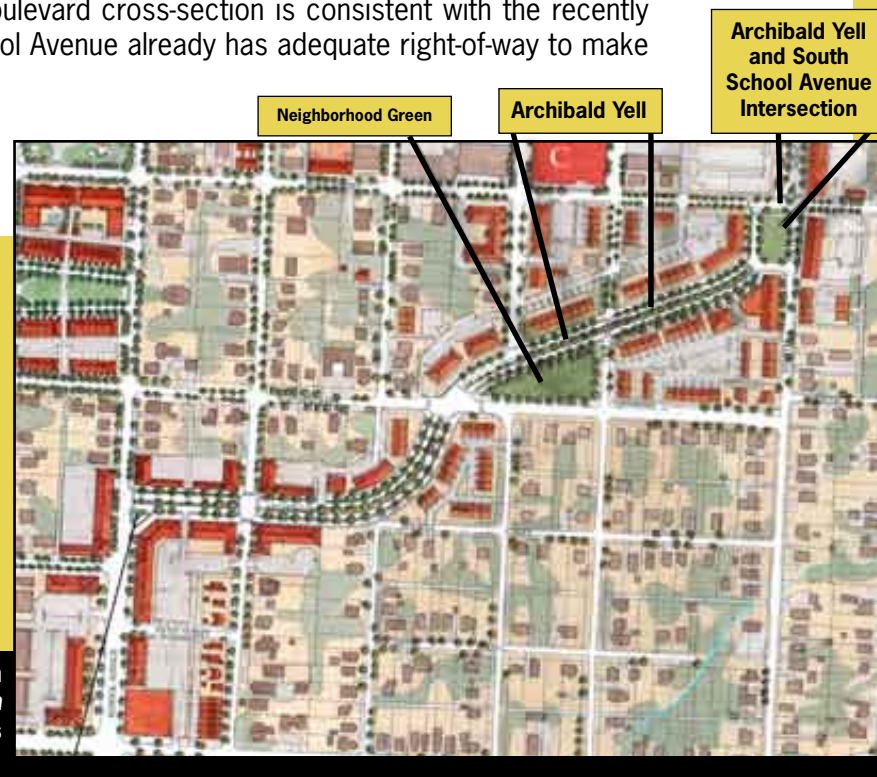 oulevard cross-section is consistent with the recently
ol Avenue already has adequate right-of-way to make
Archibald Yell
and South
School Avenue
Intersection
Neighborhood Green
Archibald Yell
C